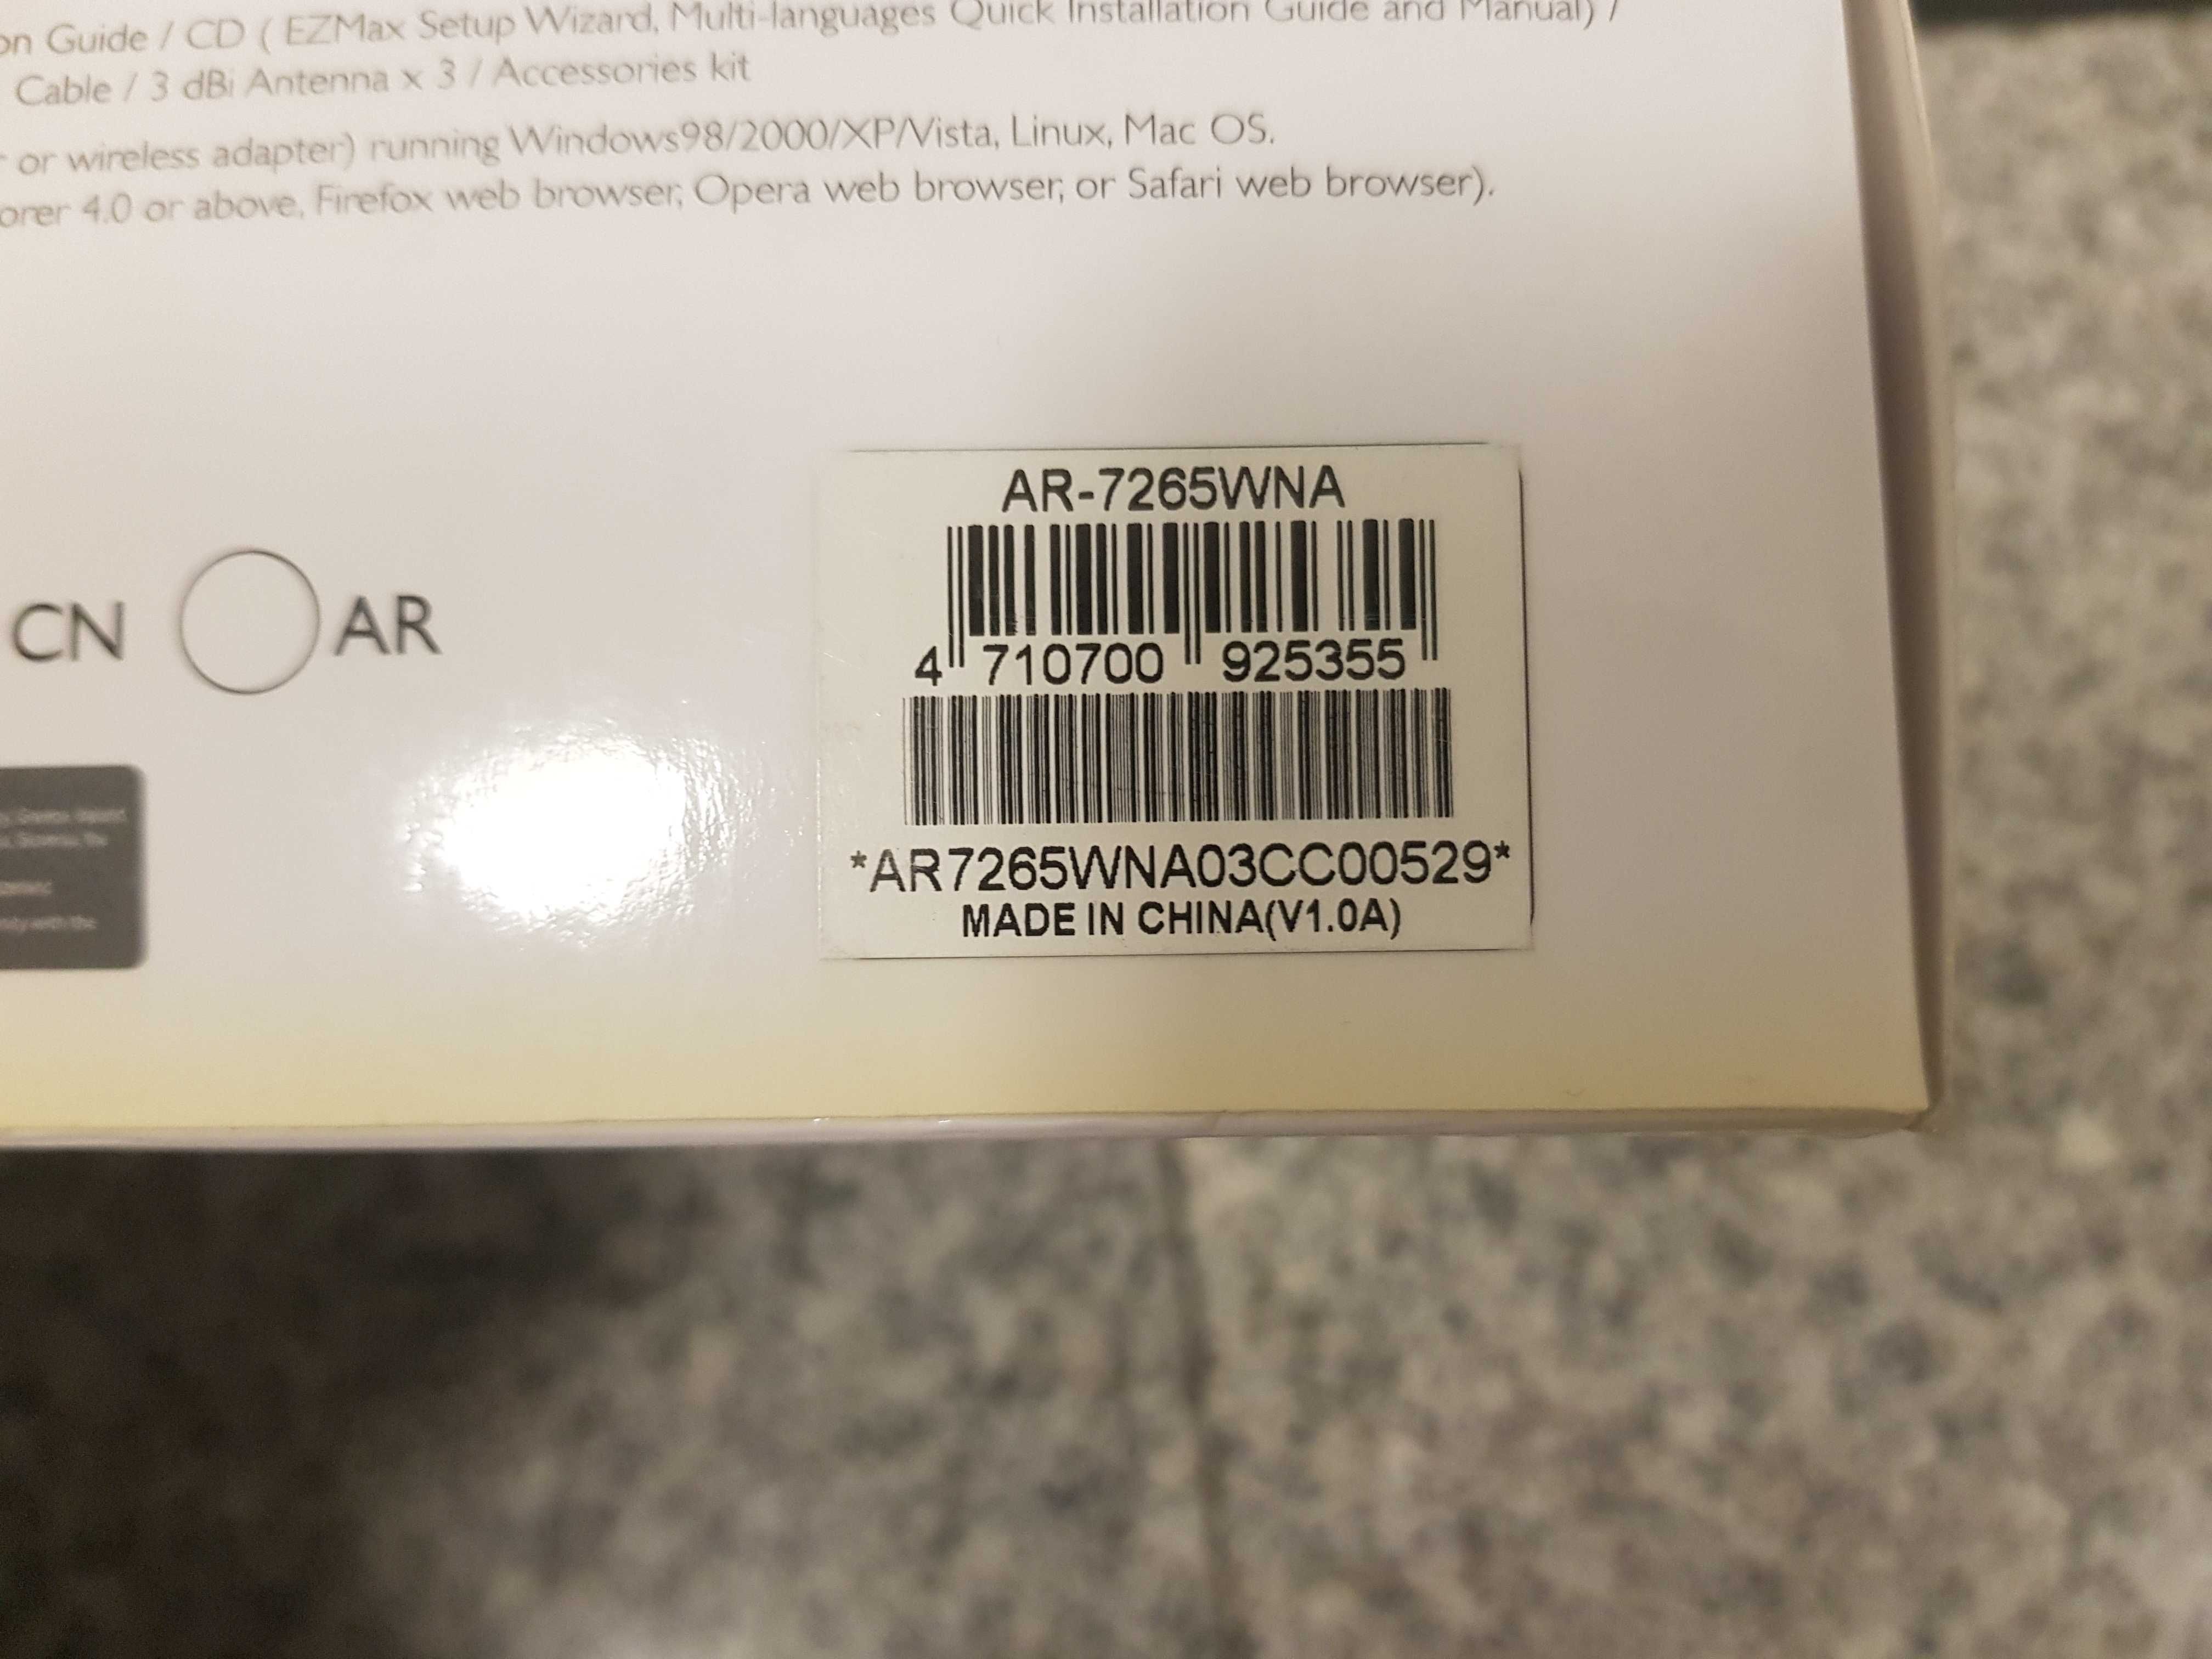 on Guide / CD ( EZMax Setup Wizard, Multi-languages Quick Installation Guide and Manual) /
Cable / 3 dBi Antenna x 3 / Accessories kit
or wireless adapter) running Windows98/2000/XP/Vista, Linux, Mac OS.
orer 4.0 or above, Firefox web browser, Opera web browser, or Safari web browser).
AR-7265WNA
4 710700 925355
CN AR
*AR7265WNA03CC00529*
MADE IN CHINA(V1.0A)